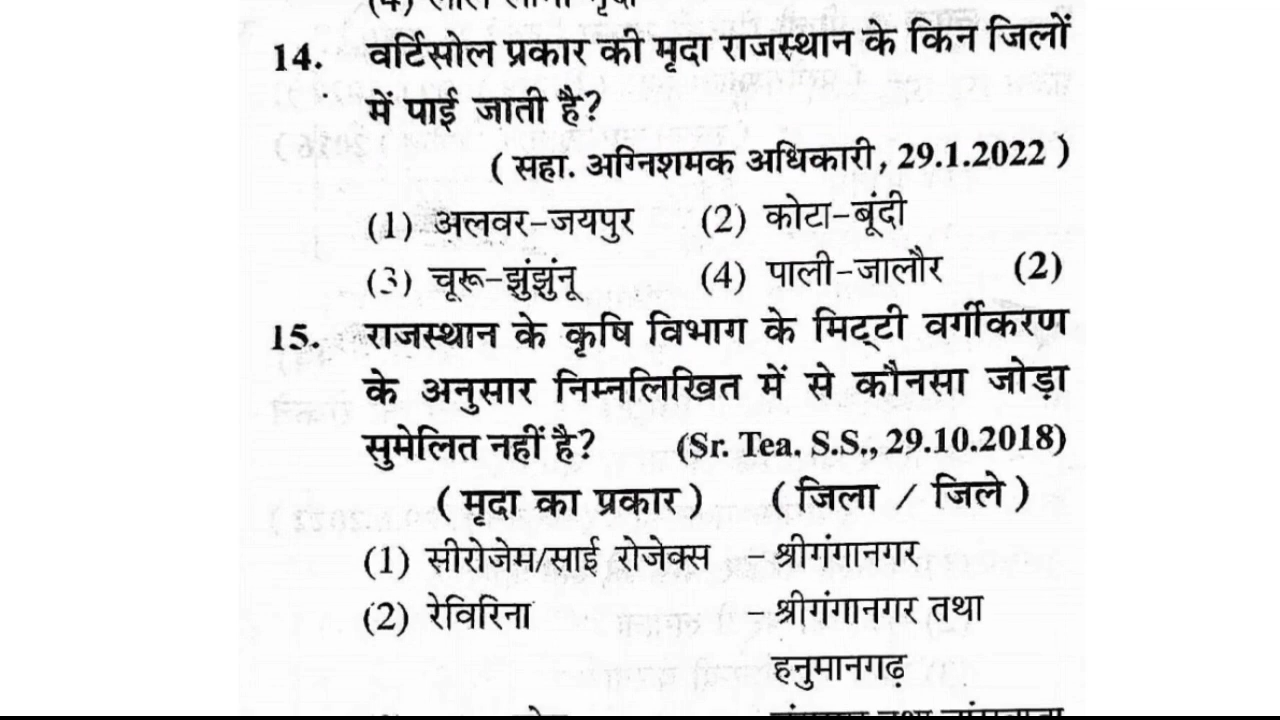 14. वर्टिसोल प्रकार की मृदा राजस्थान के किन जिलों
में पाई जाती है?
( सहा. अग्निशमक अधिकारी, 29.1.2022 )
(1) अलवर-जयपुर (2) कोटा-बूंदी
(3) चूरू-झुंझुंनू (4) पाली-जालौर (2)
15. राजस्थान के कृषि विभाग के मिट्टी वर्गीकरण
के अनुसार निम्नलिखित में से कौनसा जोड़ा
सुमेलित नहीं है? (Sr. Tea. S.S., 29.10.2018)
( मृदा का प्रकार ) ( जिला / जिले )
(1) सीरोजेम/साई रोजेक्स - श्रीगंगानगर
(2) रेविरिना - श्रीगंगानगर तथा
हनुमानगढ़